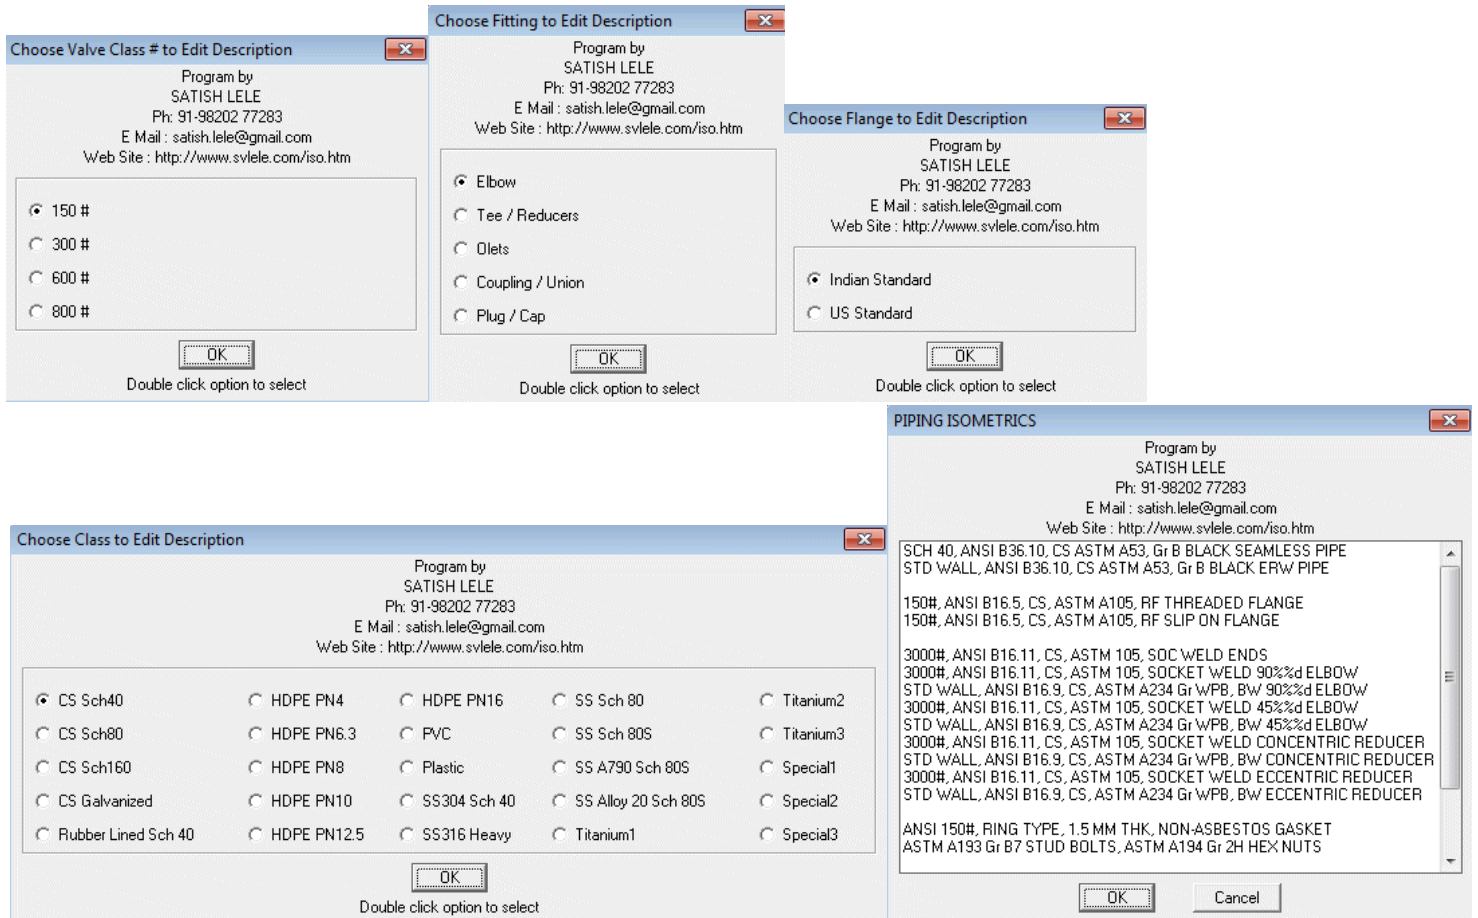 Choose Valve Class # to Edit Description
Program by
SATISH LELE
Ph: 91-98202 77283
E Mail : satish.lele@gmail.com
Web Site : http://www.svlele.com/iso.htm
150 #
300 #
600 #
800 #
OK
Double click option to select
Choose Fitting to Edit Description
Program by
SATISH LELE
Ph: 91-98202 77283
E Mail : satish.lele@gmail.com
Web Site : http://www.svlele.com/iso.htm
Elbow
Tee / Reducers
Olets
Coupling / Union
Plug / Cap
OK
Double click option to select
Choose Flange to Edit Description
Program by
SATISH LELE
Ph: 91-98202 77283
E Mail : satish.lele@gmail.com
Web Site : http://www.svlele.com/iso.htm
Indian Standard
US Standard
OK
Double click option to select
Choose Class to Edit Description
Program by
SATISH LELE
Ph: 91-98202 77283
E Mail : satish.lele@gmail.com
Web Site : http://www.svlele.com/iso.htm
CS Sch40 HDPE PN4 HDPE PN16 SS Sch 80 Titanium2
CS Sch80 HDPE PN6.3 PVC SS Sch 80S Titanium3
CS Sch160 HDPE PN8 Plastic SS A790 Sch 80S Special1
CS Galvanized HDPE PN10 SS304 Sch 40 SS Alloy 20 Sch 80S Special2
Rubber Lined Sch 40 HDPE PN12.5 SS316 Heavy Titanium1 Special3
OK
Double click option to select
PIPING ISOMETRICS
Program by
SATISH LELE
Ph: 91-98202 77283
E Mail : satish.lele@gmail.com
Web Site : http://www.svlele.com/iso.htm
SCH 40, ANSI B36.10, CS ASTM A53, Gr B BLACK SEAMLESS PIPE
STD WALL, ANSI B36.10, CS ASTM A53, Gr B BLACK ERW PIPE
150#, ANSI B16.5, CS, ASTM A105, RF THREADED FLANGE
150#, ANSI B16.5, CS, ASTM A105, RF SLIP ON FLANGE
3000#, ANSI B16.11, CS, ASTM 105, SOC WELD ENDS
3000#, ANSI B16.11, CS, ASTM 105, SOCKET WELD 90%%d ELBOW
STD WALL, ANSI B16.9, CS, ASTM A234 Gr WPB, BW 90%%d ELBOW
3000#, ANSI B16.11, CS, ASTM 105, SOCKET WELD 45%%d ELBOW
STD WALL, ANSI B16.9, CS, ASTM A234 Gr WPB, BW 45%%d ELBOW
3000#, ANSI B16.11, CS, ASTM 105, SOCKET WELD CONCENTRIC REDUCER
STD WALL, ANSI B16.9, CS, ASTM A234 Gr WPB, BW CONCENTRIC REDUCER
3000#, ANSI B16.11, CS, ASTM 105, SOCKET WELD ECCENTRIC REDUCER
STD WALL, ANSI B16.9, CS, ASTM A234 Gr WPB, BW ECCENTRIC REDUCER
ANSI 150#, RING TYPE, 1.5 MM THK, NON-ASBESTOS GASKET
ASTM A193 Gr B7 STUD BOLTS, ASTM A194 Gr 2H HEX NUTS
OK Cancel